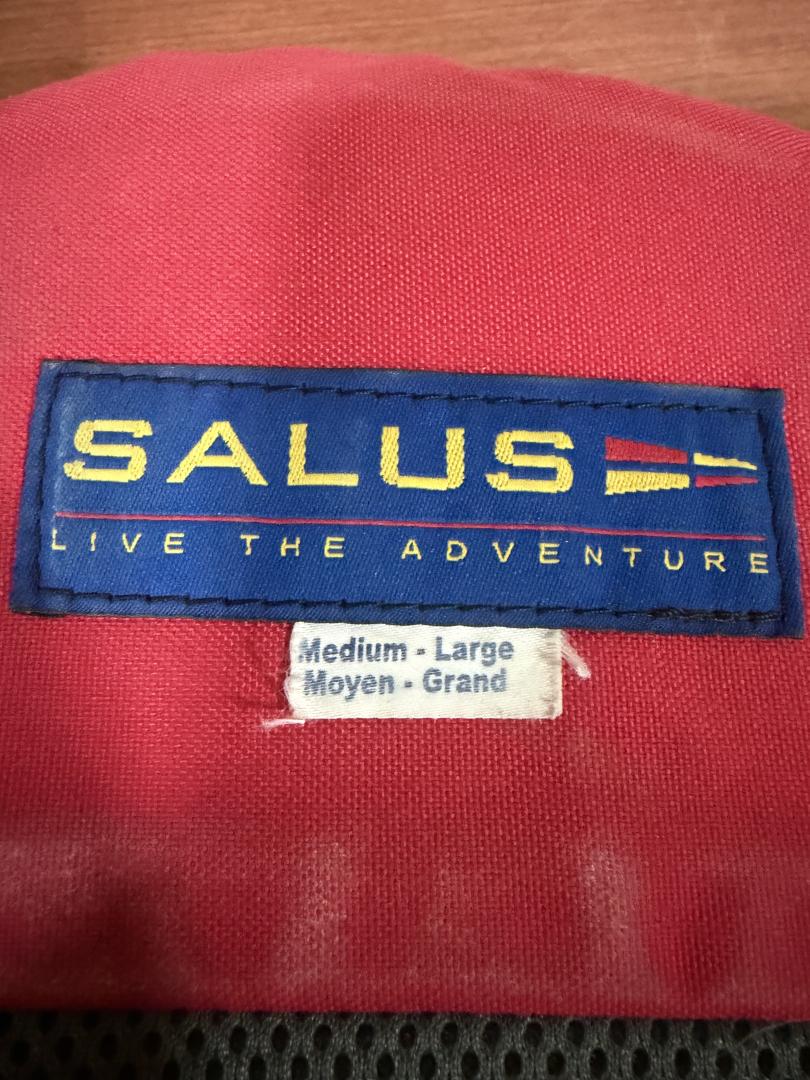 SALUS
LIVE THE ADVENTURE
Medium - Large
Moyen - Grand